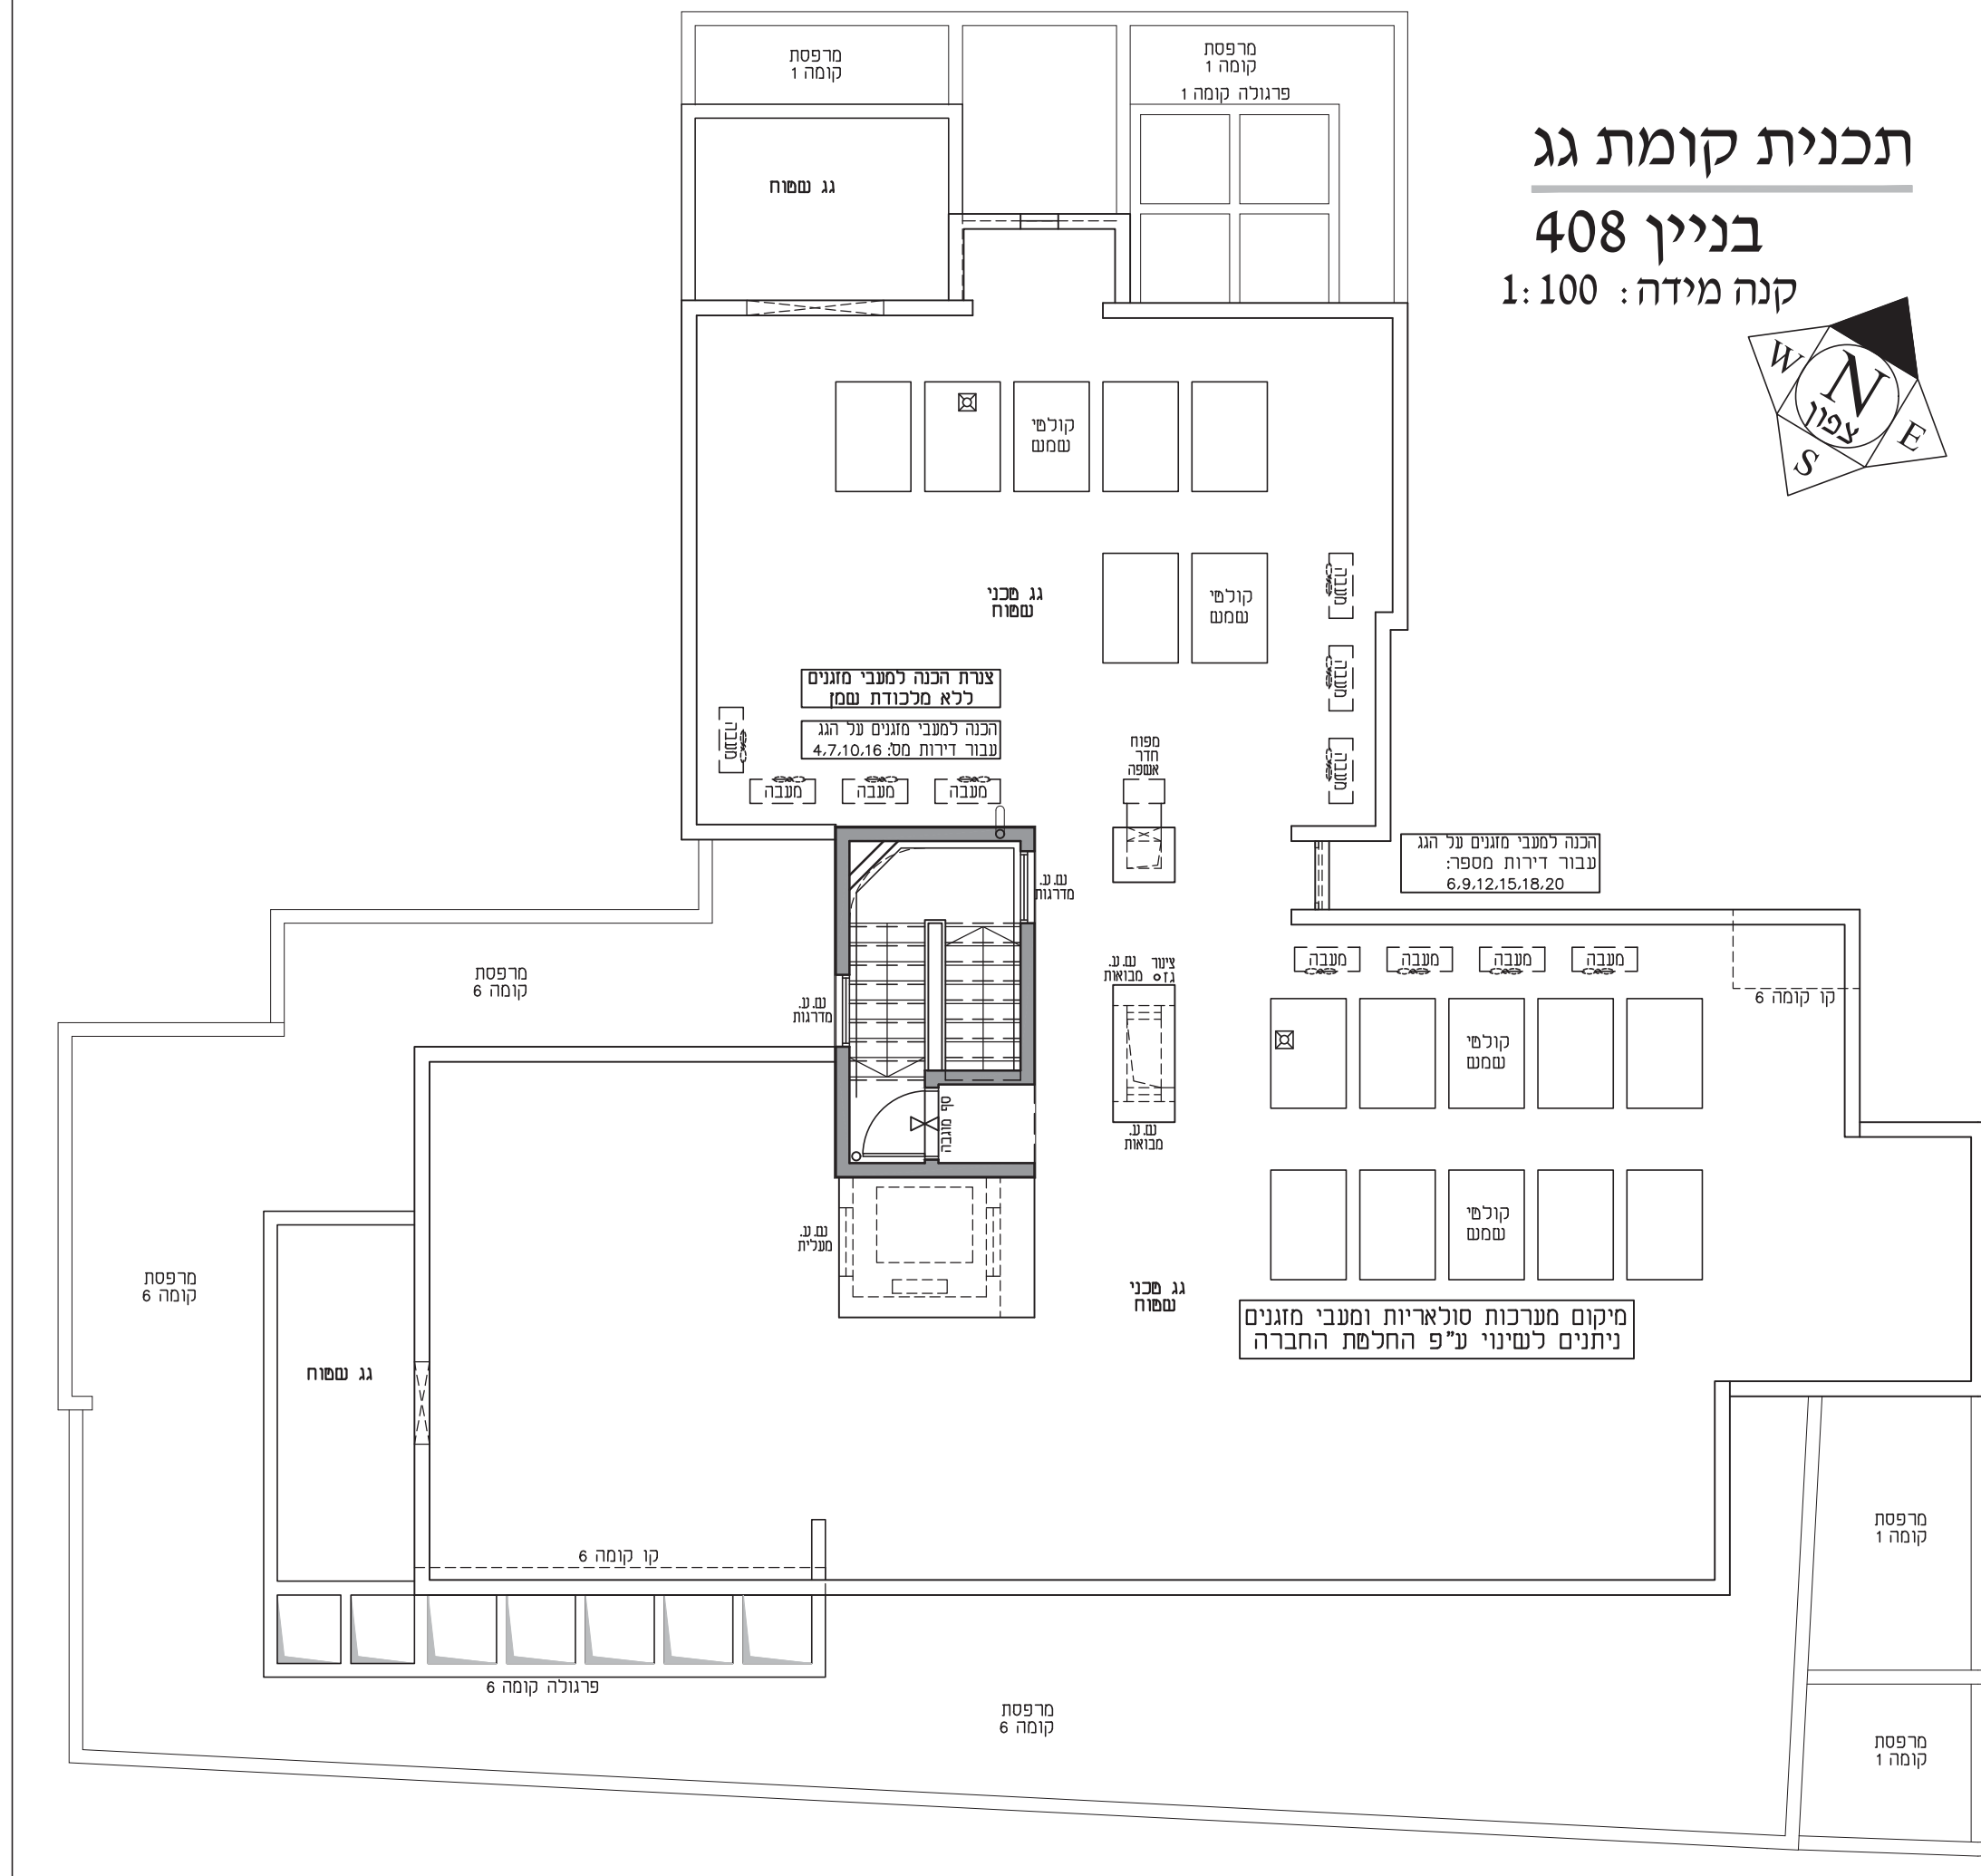 תכנית קומת גג
בניין 408
קנה מידה: 1:100
N
צפון
W
E
S
מרפסת
קומה 1
מרפסת
קומה 1
פרגולה קומה 1
גג שטוח
קולטי
שמש
קולטי
שמש
גג טכני
שטוח
מעבה
מעבה
מעבה
צנרת הכנה למעבי מזגנים
ללא מלכודת שמן
הכנה למעבי מזגנים על הגג
עבור דירות מס': 4,7,10,16
מעבה
מעבה
מעבה
מעבה
מפוח
חדר
אשפה
הכנה למעבי מזגנים על הגג
עבור דירות מספר:
6,9,12,15,18,20
ש.ע.
מדרגות
ש.ע.
מדרגות
ש.ע.
מבואות
צינור
גז
מעבה
מעבה
מעבה
מעבה
קו קומה 6
מרפסת
קומה 6
קולטי
שמש
סף מוגבה
ש.ע.
מבואות
קולטי
שמש
ש.ע.
מעלית
מרפסת
קומה 6
גג טכני
שטוח
מיקום מערכות סולאריות ומעבי מזגנים
ניתנים לשינוי ע"פ החלטת החברה
גג שטוח
קו קומה 6
מרפסת
קומה 1
פרגולה קומה 6
מרפסת
קומה 6
מרפסת
קומה 1